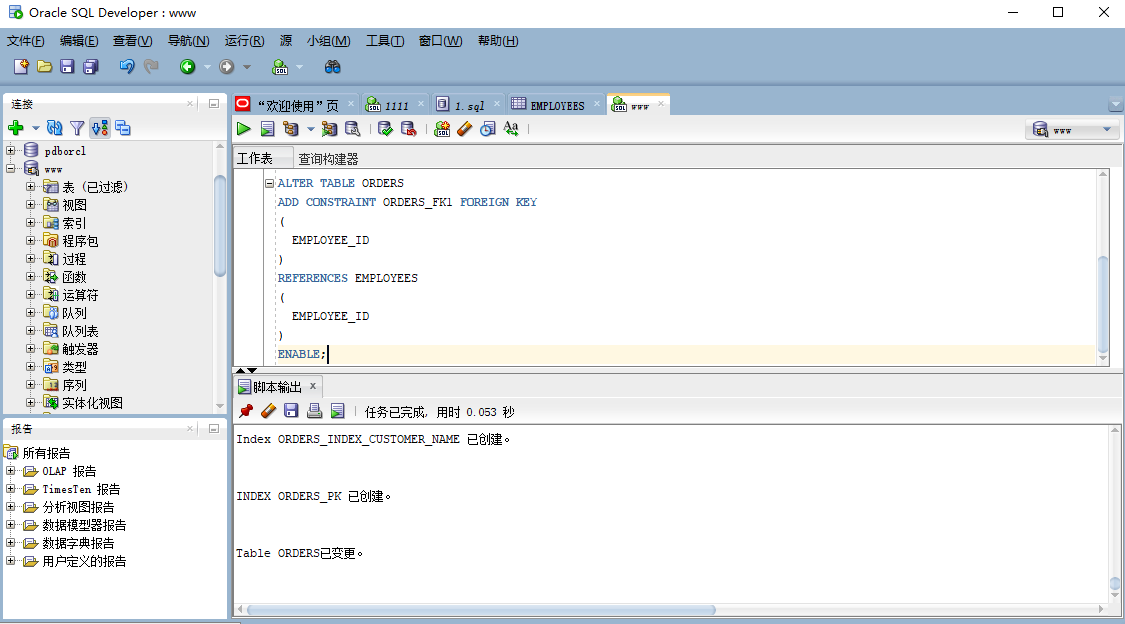 Oracle SQL Developer : www
文件(F) 编辑(E) 查看(V) 导航(N) 运行(R) 源 小组(M) 工具(T) 窗口(W) 帮助(H)
连接
pdborcl
www
表 (已过滤)
视图
索引
程序包
过程
函数
运算符
队列
队列表
触发器
类型
序列
实体化视图
报告
所有报告
OLAP 报告
TimesTen 报告
分析视图报告
数据模型器报告
数据字典报告
用户定义的报告
“欢迎使用”页 1111 1.sql EMPLOYEES www
www
工作表 查询构建器
ALTER TABLE ORDERS
ADD CONSTRAINT ORDERS_FK1 FOREIGN KEY
(
EMPLOYEE_ID
)
REFERENCES EMPLOYEES
(
EMPLOYEE_ID
)
ENABLE;
脚本输出
任务已完成, 用时 0.053 秒
Index ORDERS_INDEX_CUSTOMER_NAME 已创建。
INDEX ORDERS_PK 已创建。
Table ORDERS已变更。